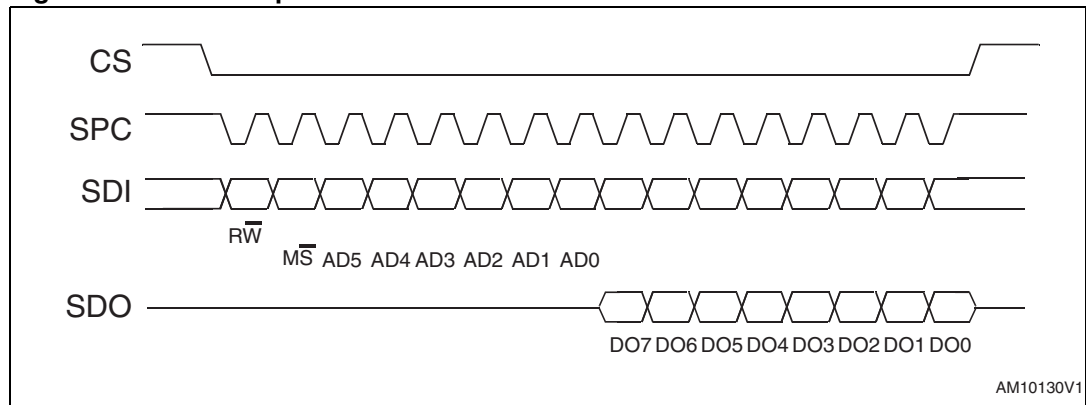 CS
SPC
SDI
RW̅
MS̅ AD5 AD4 AD3 AD2 AD1 AD0
SDO
DO7 DO6 DO5 DO4 DO3 DO2 DO1 DO0
AM10130V1